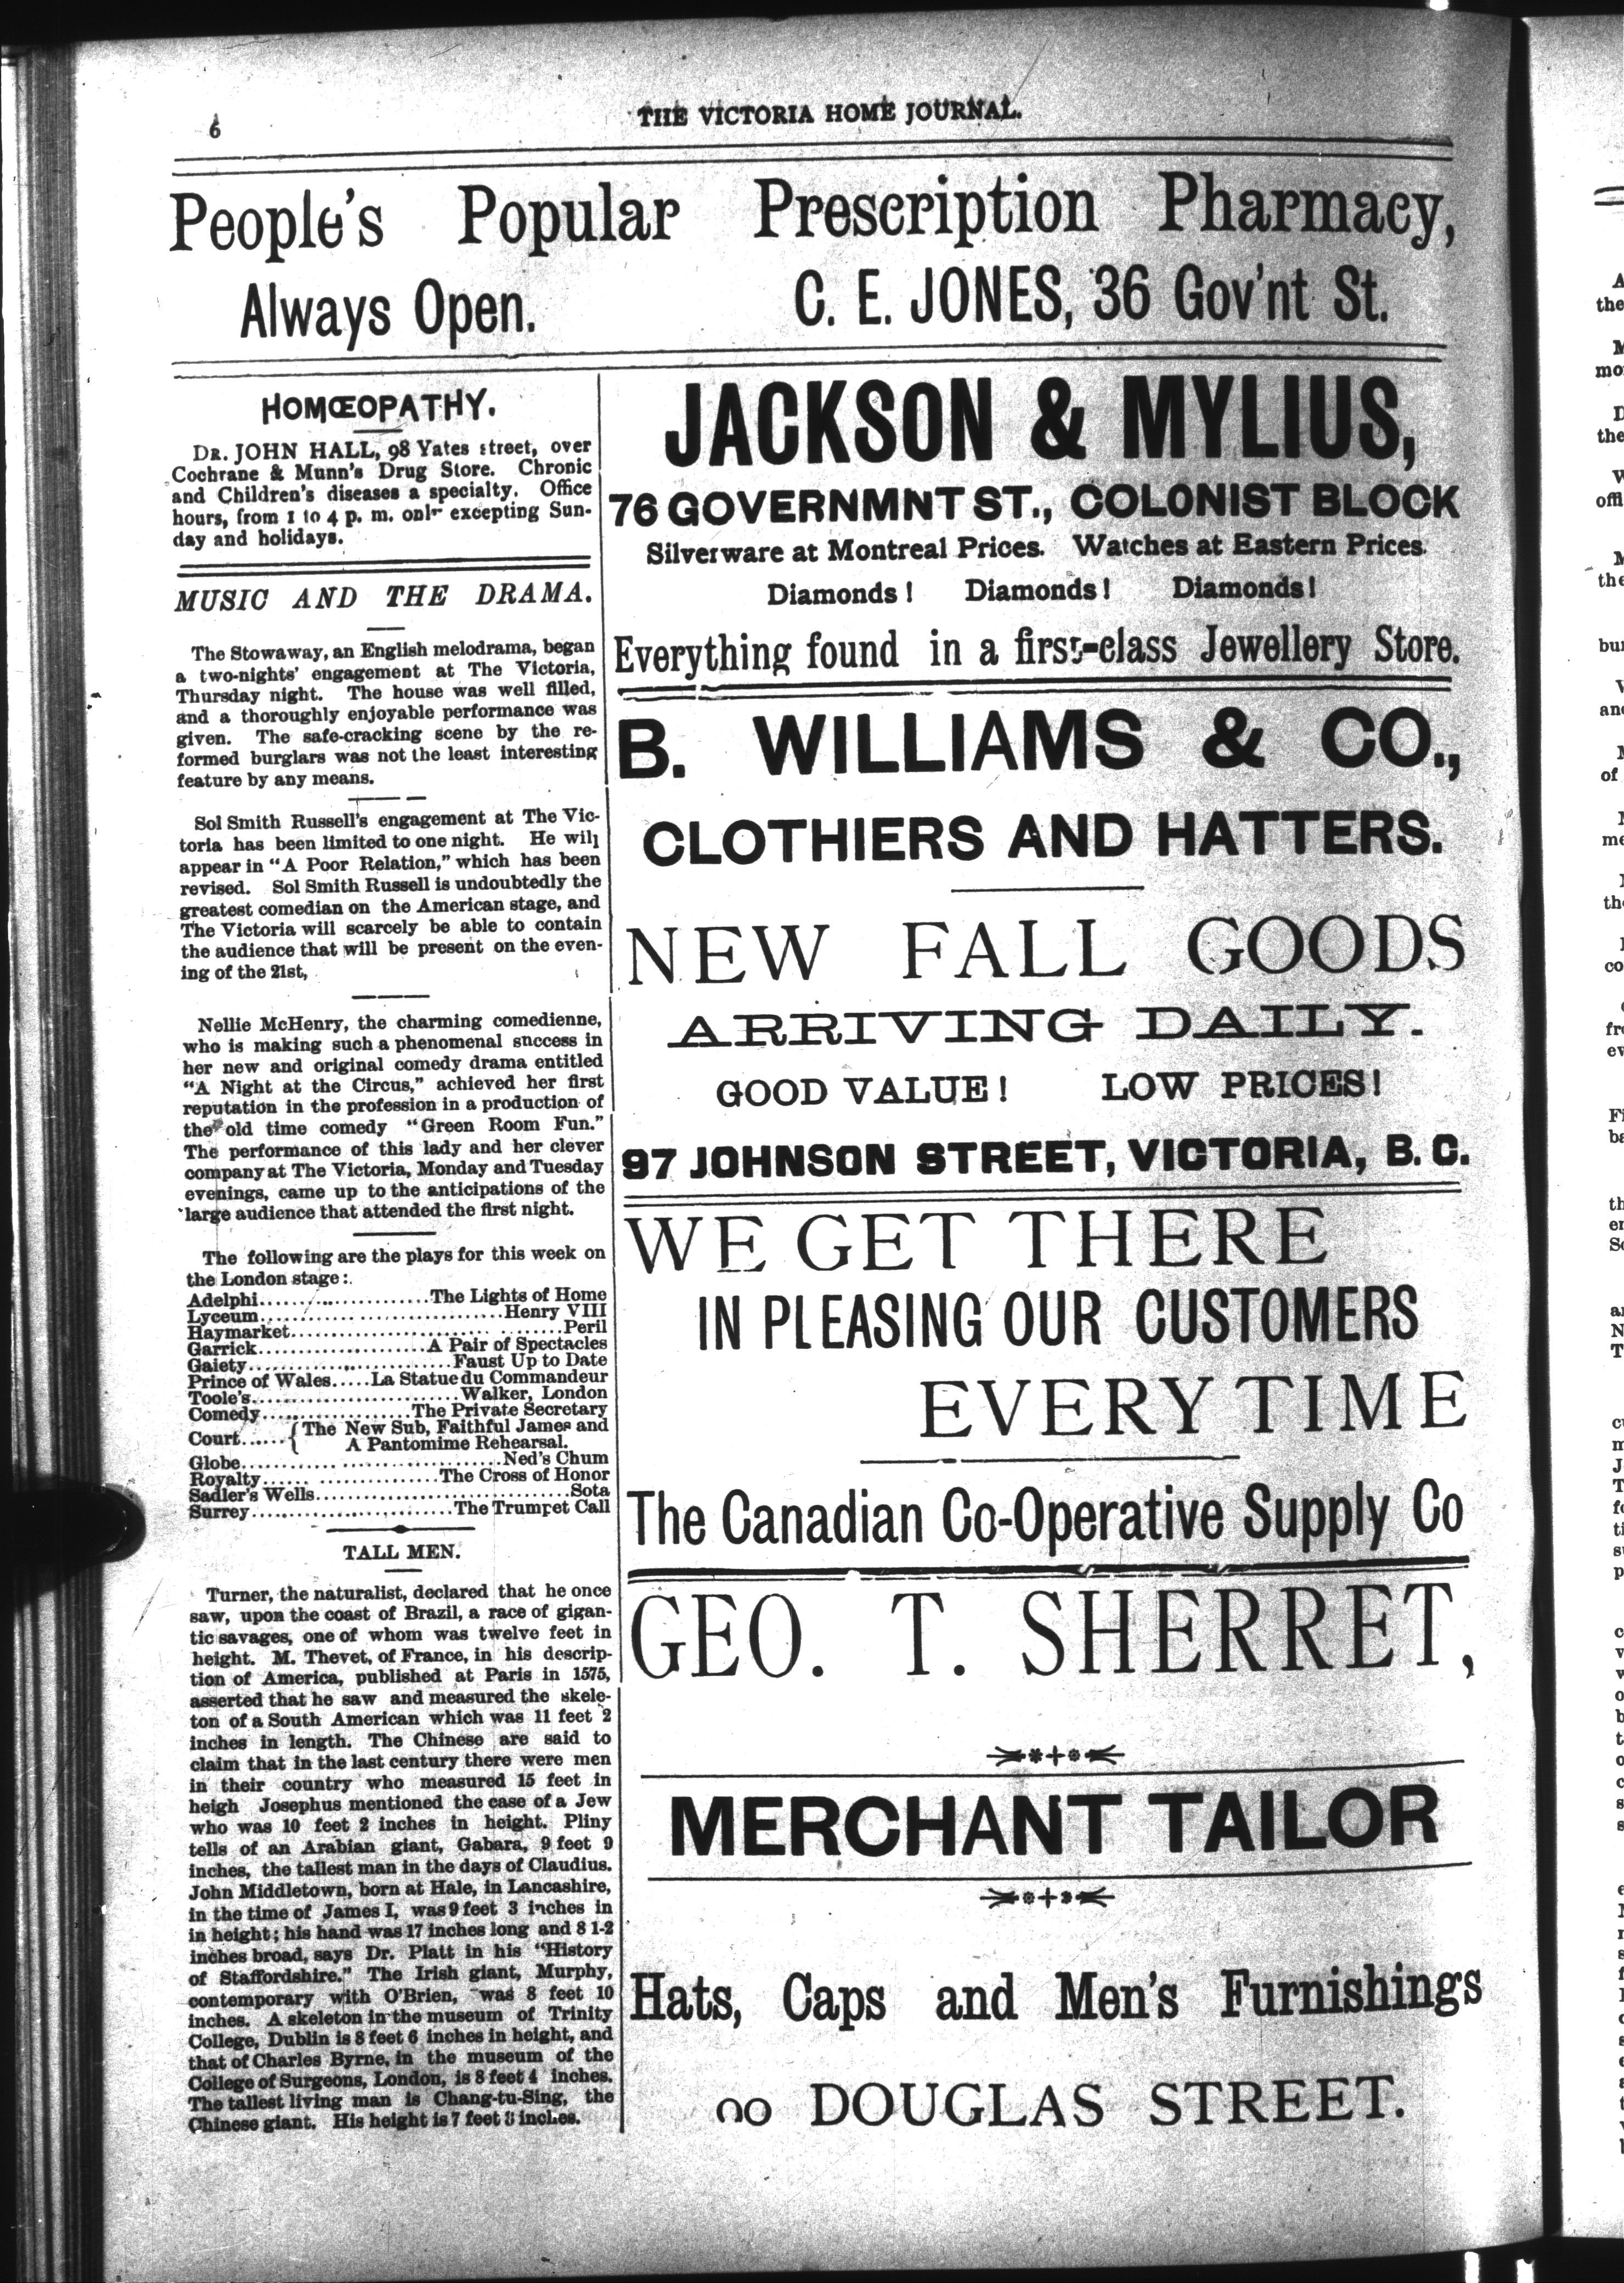 6
THE VICTORIA HOME JOURNAL.
People's Popular Prescription Pharmacy,
Always Open. C. E. JONES, 36 Gov'nt St.
HOMŒOPATHY.
DR. JOHN HALL, 98 Yates street, over
Cochrane & Munn's Drug Store. Chronic
and Children's diseases a specialty. Office
hours, from 1 to 4 p. m. only excepting Sun-
day and holidays.
MUSIC AND THE DRAMA.
The Stowaway, an English melodrama, began
a two-nights' engagement at The Victoria,
Thursday night. The house was well filled,
and a thoroughly enjoyable performance was
given. The safe-cracking scene by the re-
formed burglars was not the least interesting
feature by any means.
Sol Smith Russell's engagement at The Vic-
toria has been limited to one night. He will
appear in "A Poor Relation," which has been
revised. Sol Smith Russell is undoubtedly the
greatest comedian on the American stage, and
The Victoria will scarcely be able to contain
the audience that will be present on the even-
ing of the 21st,
Nellie McHenry, the charming comedienne,
who is making such a phenomenal success in
her new and original comedy drama entitled
"A Night at the Circus," achieved her first
reputation in the profession in a production of
the old time comedy "Green Room Fun."
The performance of this lady and her clever
company at The Victoria, Monday and Tuesday
evenings, came up to the anticipations of the
large audience that attended the first night.
The following are the plays for this week on
the London stage:
Adelphi........................The Lights of Home
Lyceum..............................Henry VIII
Haymarket..................................Peril
Garrick.....................A Pair of Spectacles
Gaiety.........................Faust Up to Date
Prince of Wales.....La Statue du Commandeur
Toole's.........................Walker, London
Comedy..................The Private Secretary
Court......{The New Sub, Faithful James and
A Pantomime Rehearsal.
Globe................................Ned's Chum
Royalty....................The Cross of Honor
Sadler's Wells..............................Sota
Surrey........................The Trumpet Call
TALL MEN.
Turner, the naturalist, declared that he once
saw, upon the coast of Brazil, a race of gigan-
tic savages, one of whom was twelve feet in
height. M. Thevet, of France, in his descrip-
tion of America, published at Paris in 1575,
asserted that he saw and measured the skele-
ton of a South American which was 11 feet 2
inches in length. The Chinese are said to
claim that in the last century there were men
in their country who measured 15 feet in
heigh Josephus mentioned the case of a Jew
who was 10 feet 2 inches in height. Pliny
tells of an Arabian giant, Gabara, 9 feet 9
inches, the tallest man in the days of Claudius.
John Middletown, born at Hale, in Lancashire,
in the time of James I, was 9 feet 3 inches in
in height; his hand was 17 inches long and 8 1-2
inches broad, says Dr. Platt in his "History
of Staffordshire." The Irish giant, Murphy,
contemporary with O'Brien, was 8 feet 10
inches. A skeleton in the museum of Trinity
College, Dublin is 8 feet 6 inches in height, and
that of Charles Byrne, in the museum of the
College of Surgeons, London, is 8 feet 4 inches.
The tallest living man is Chang-tu-Sing, the
Chinese giant. His height is 7 feet 8 inches.
JACKSON & MYLIUS,
76 GOVERNMNT ST., COLONIST BLOCK
Silverware at Montreal Prices. Watches at Eastern Prices.
Diamonds! Diamonds! Diamonds!
Everything found in a first-class Jewellery Store.
B. WILLIAMS & CO.,
CLOTHIERS AND HATTERS.
NEW FALL GOODS
ARRIVING DAILY.
GOOD VALUE! LOW PRICES!
97 JOHNSON STREET, VICTORIA, B. C.
WE GET THERE
IN PLEASING OUR CUSTOMERS
EVERY TIME
The Canadian Co-Operative Supply Co
GEO. T. SHERRET,
MERCHANT TAILOR
Hats, Caps and Men's Furnishings
DOUGLAS STREET.